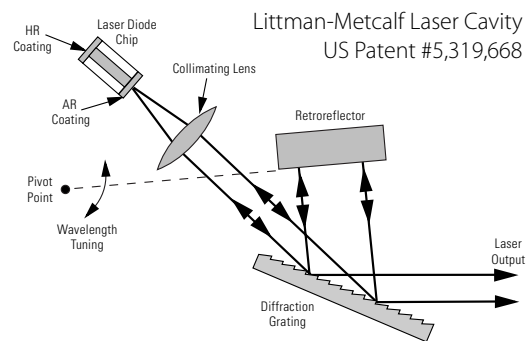 Littman-Metcalf Laser Cavity
US Patent #5,319,668
HR
Coating
Laser Diode
Chip
Collimating Lens
AR
Coating
Retroreflector
Pivot
Point
Wavelength
Tuning
Laser
Output
Diffraction
Grating